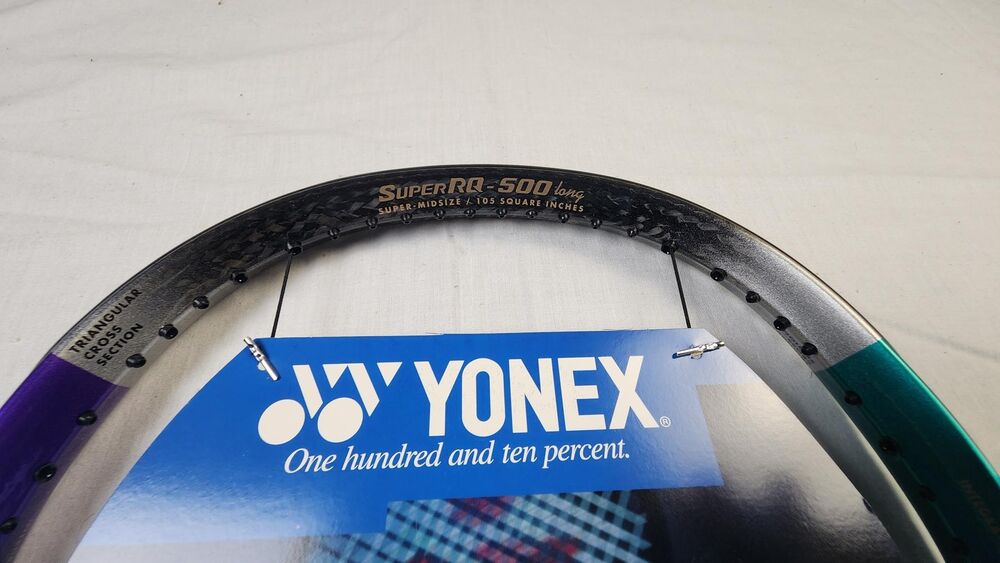 SUPERRQ-500 long
SUPER-MIDSIZE / 105 SQUARE INCHES
TRIANGULAR
CROSS
SECTION
YONEX®
One hundred and ten percent.